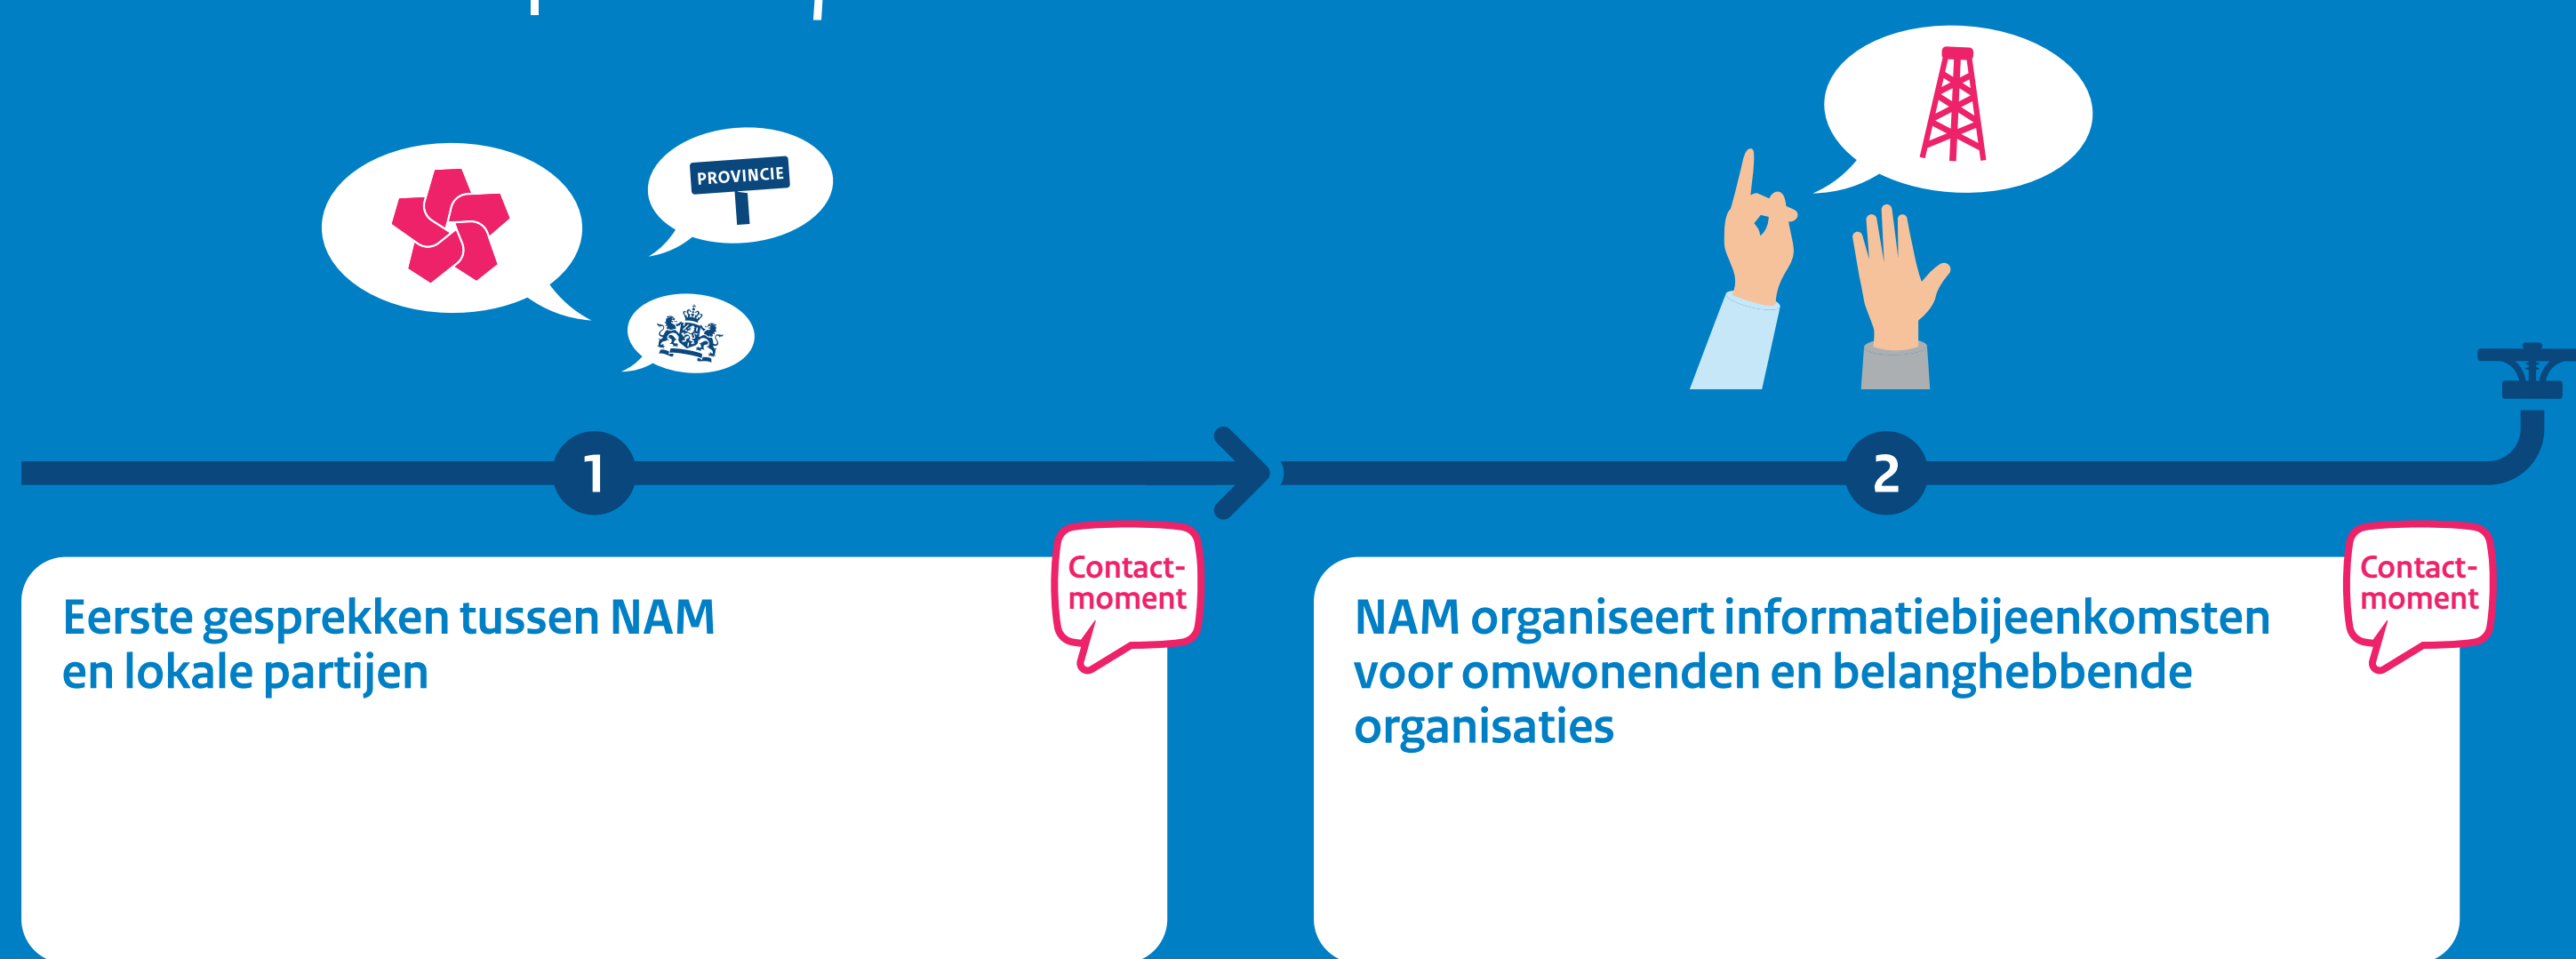 PROVINCIE
1
2
Contact-
moment
Eerste gesprekken tussen NAM
en lokale partijen
Contact-
moment
NAM organiseert informatiebijeenkomsten
voor omwonenden en belanghebbende
organisaties